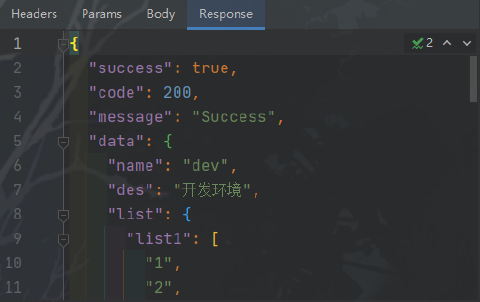 Headers Params Body Response
1 { 2
2 "success": true,
3 "code": 200,
4 "message": "Success",
5 "data": {
6 "name": "dev",
7 "des": "开发环境",
8 "list": {
9 "list1": [
10 "1",
11 "2",